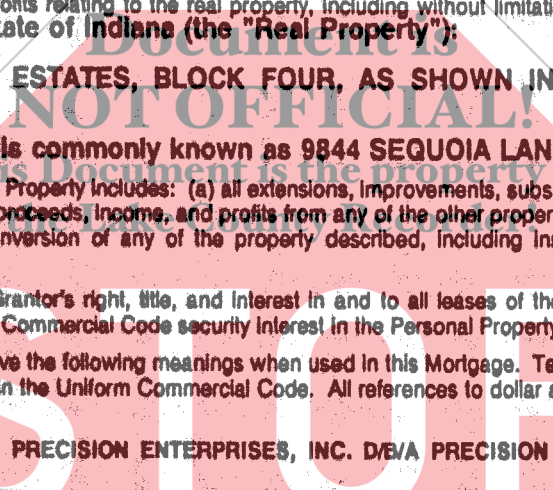 ofits relating to the real property, including without limitati
ate of Indiana (the "Real Property"):
Document is
ESTATES, BLOCK FOUR, AS SHOWN IN
NOT OFFICIAL!
is commonly known as 9844 SEQUOIA LAN
is Document is the property
Property includes: (a) all extensions, improvements, subs
proceeds, income, and profits from any of the other proper
the Lake County Recorder!
nversion of any of the property described, including ins
Grantor's right, title, and interest in and to all leases of the
Commercial Code security interest in the Personal Property
ve the following meanings when used in this Mortgage. Te
in the Uniform Commercial Code. All references to dollar a
STOP
PRECISION ENTERPRISES, INC. D/B/A PRECISION